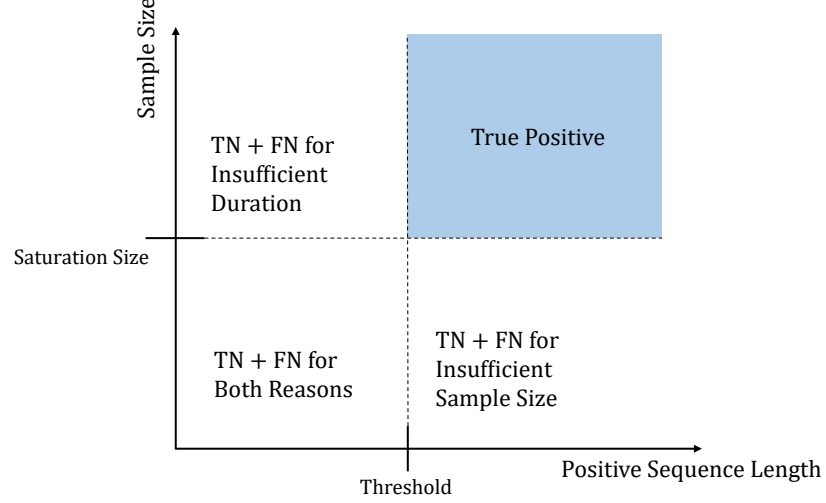 Sample Size
TN + FN for
Insufficient
Duration
True Positive
Saturation Size
TN + FN for
Both Reasons
TN + FN for
Insufficient
Sample Size
Threshold
Positive Sequence Length